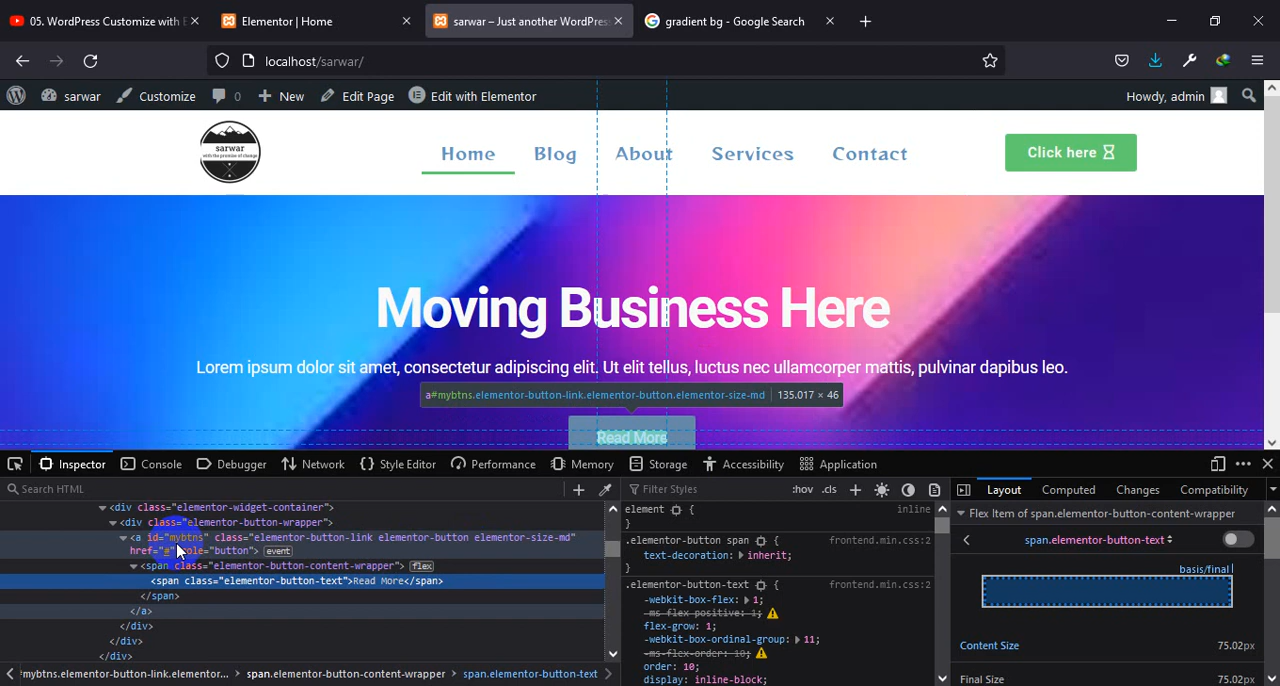 05. WordPress Customize with E
Elementor | Home
sarwar – Just another WordPress
gradient bg - Google Search
localhost/sarwar/
sarwar
Customize
0
New
Edit Page
Edit with Elementor
Howdy, admin
sarwar
with the promise of change
Home
Blog
About
Services
Contact
Click here
Moving Business Here
Lorem ipsum dolor sit amet, consectetur adipiscing elit. Ut elit tellus, luctus nec ullamcorper mattis, pulvinar dapibus leo.
a#mybtns.elementor-button-link.elementor-button.elementor-size-md 135.017 × 46
Read More
Inspector
Console
Debugger
Network
Style Editor
Performance
Memory
Storage
Accessibility
Application
Search HTML
<div class="elementor-widget-container">
<div class="elementor-button-wrapper">
<a id="mybtns" class="elementor-button-link elementor-button elementor-size-md"
href="#" role="button"> event
<span class="elementor-button-content-wrapper"> flex
<span class="elementor-button-text">Read More</span>
</span>
</a>
</div>
</div>
</div>
#mybtns.elementor-button-link.elementor...
span.elementor-button-content-wrapper
span.elementor-button-text
Filter Styles
:hov
.cls
element { inline
}
.elementor-button span { frontend.min.css:2
text-decoration: inherit;
}
.elementor-button-text { frontend.min.css:2
-webkit-box-flex: 1;
-ms-flex-positive: 1;
flex-grow: 1;
-webkit-box-ordinal-group: 11;
-ms-flex-order: 10;
order: 10;
display: inline-block;
Layout
Computed
Changes
Compatibility
Flex Item of span.elementor-button-content-wrapper
span.elementor-button-text
basis/final
Content Size 75.02px
Final Size 75.02px